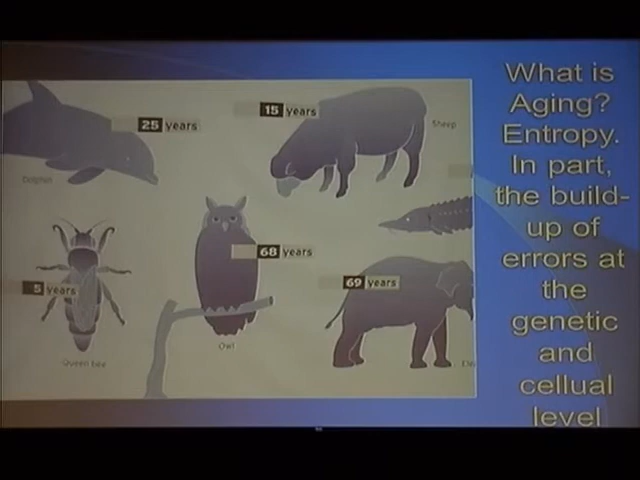 25 years
Dolphin
15 years
Sheep
5 years
Queen bee
68 years
Owl
69 years
What is
Aging?
Entropy.
In part,
the build-
up of
errors at
the
genetic
and
cellual
level